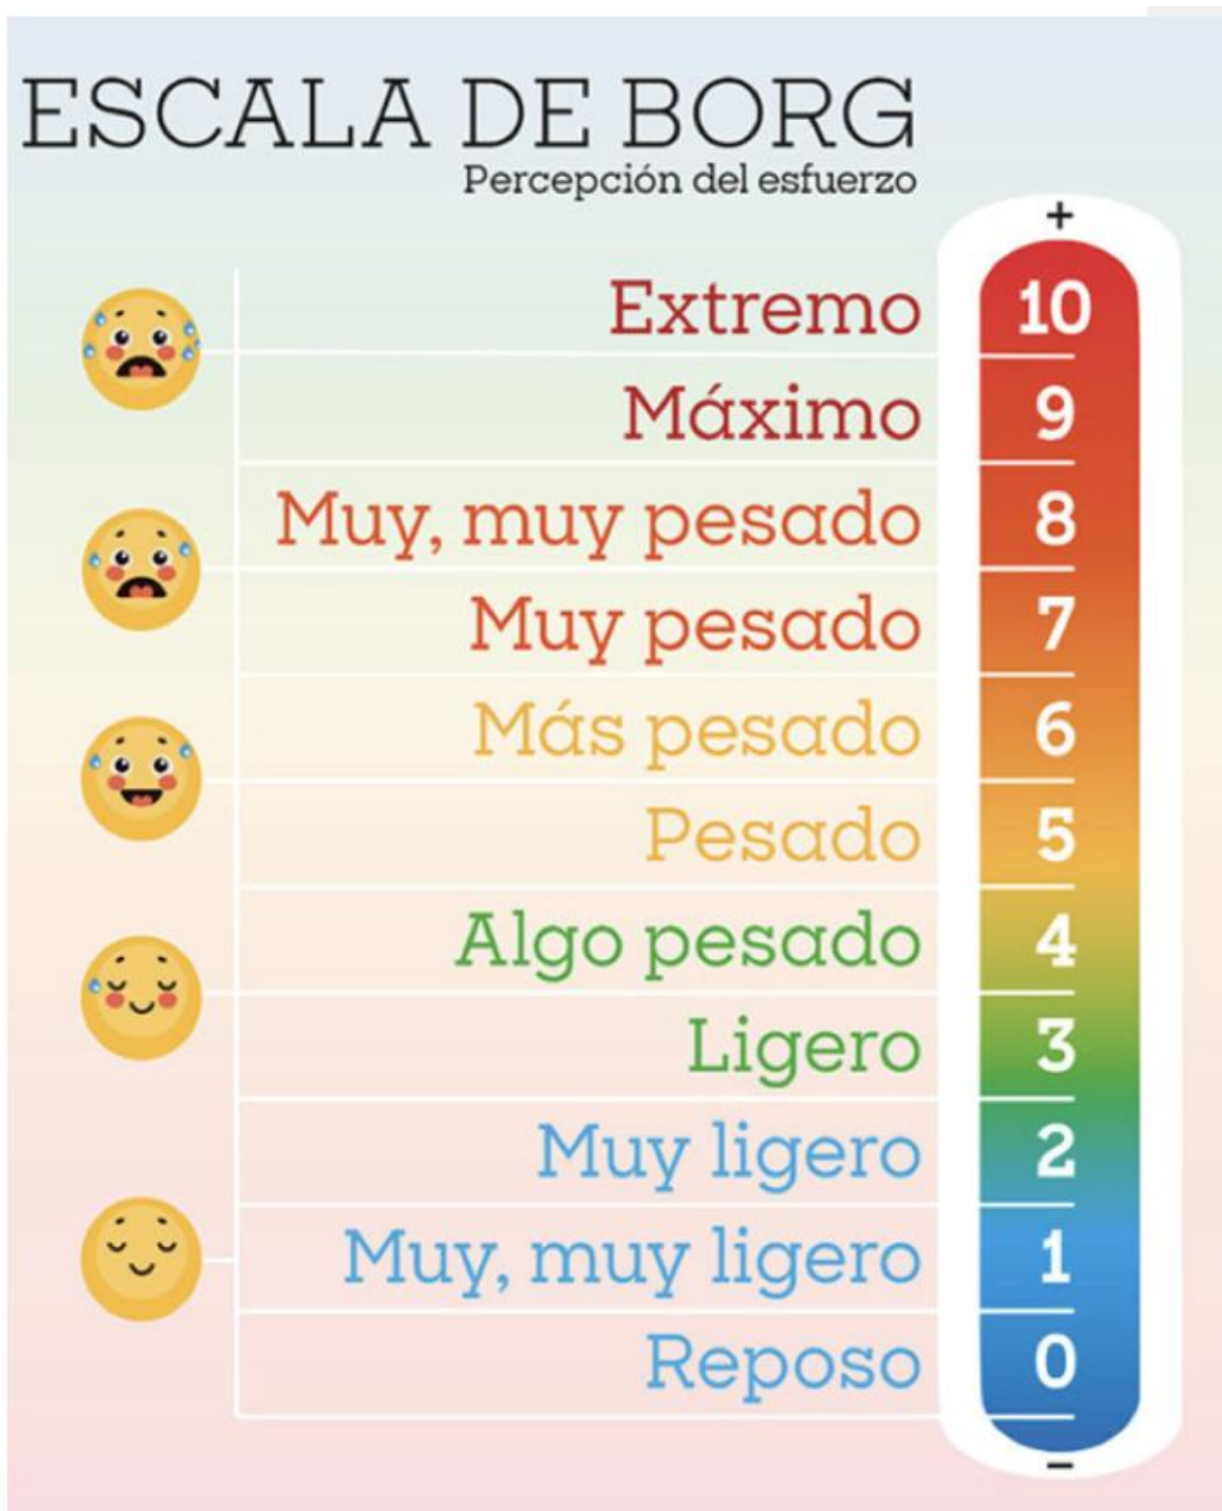 ESCALA DE BORG
Percepción del esfuerzo
+
Extremo 10
Máximo 9
Muy, muy pesado 8
Muy pesado 7
Más pesado 6
Pesado 5
Algo pesado 4
Ligero 3
Muy ligero 2
Muy, muy ligero 1
Reposo 0
–